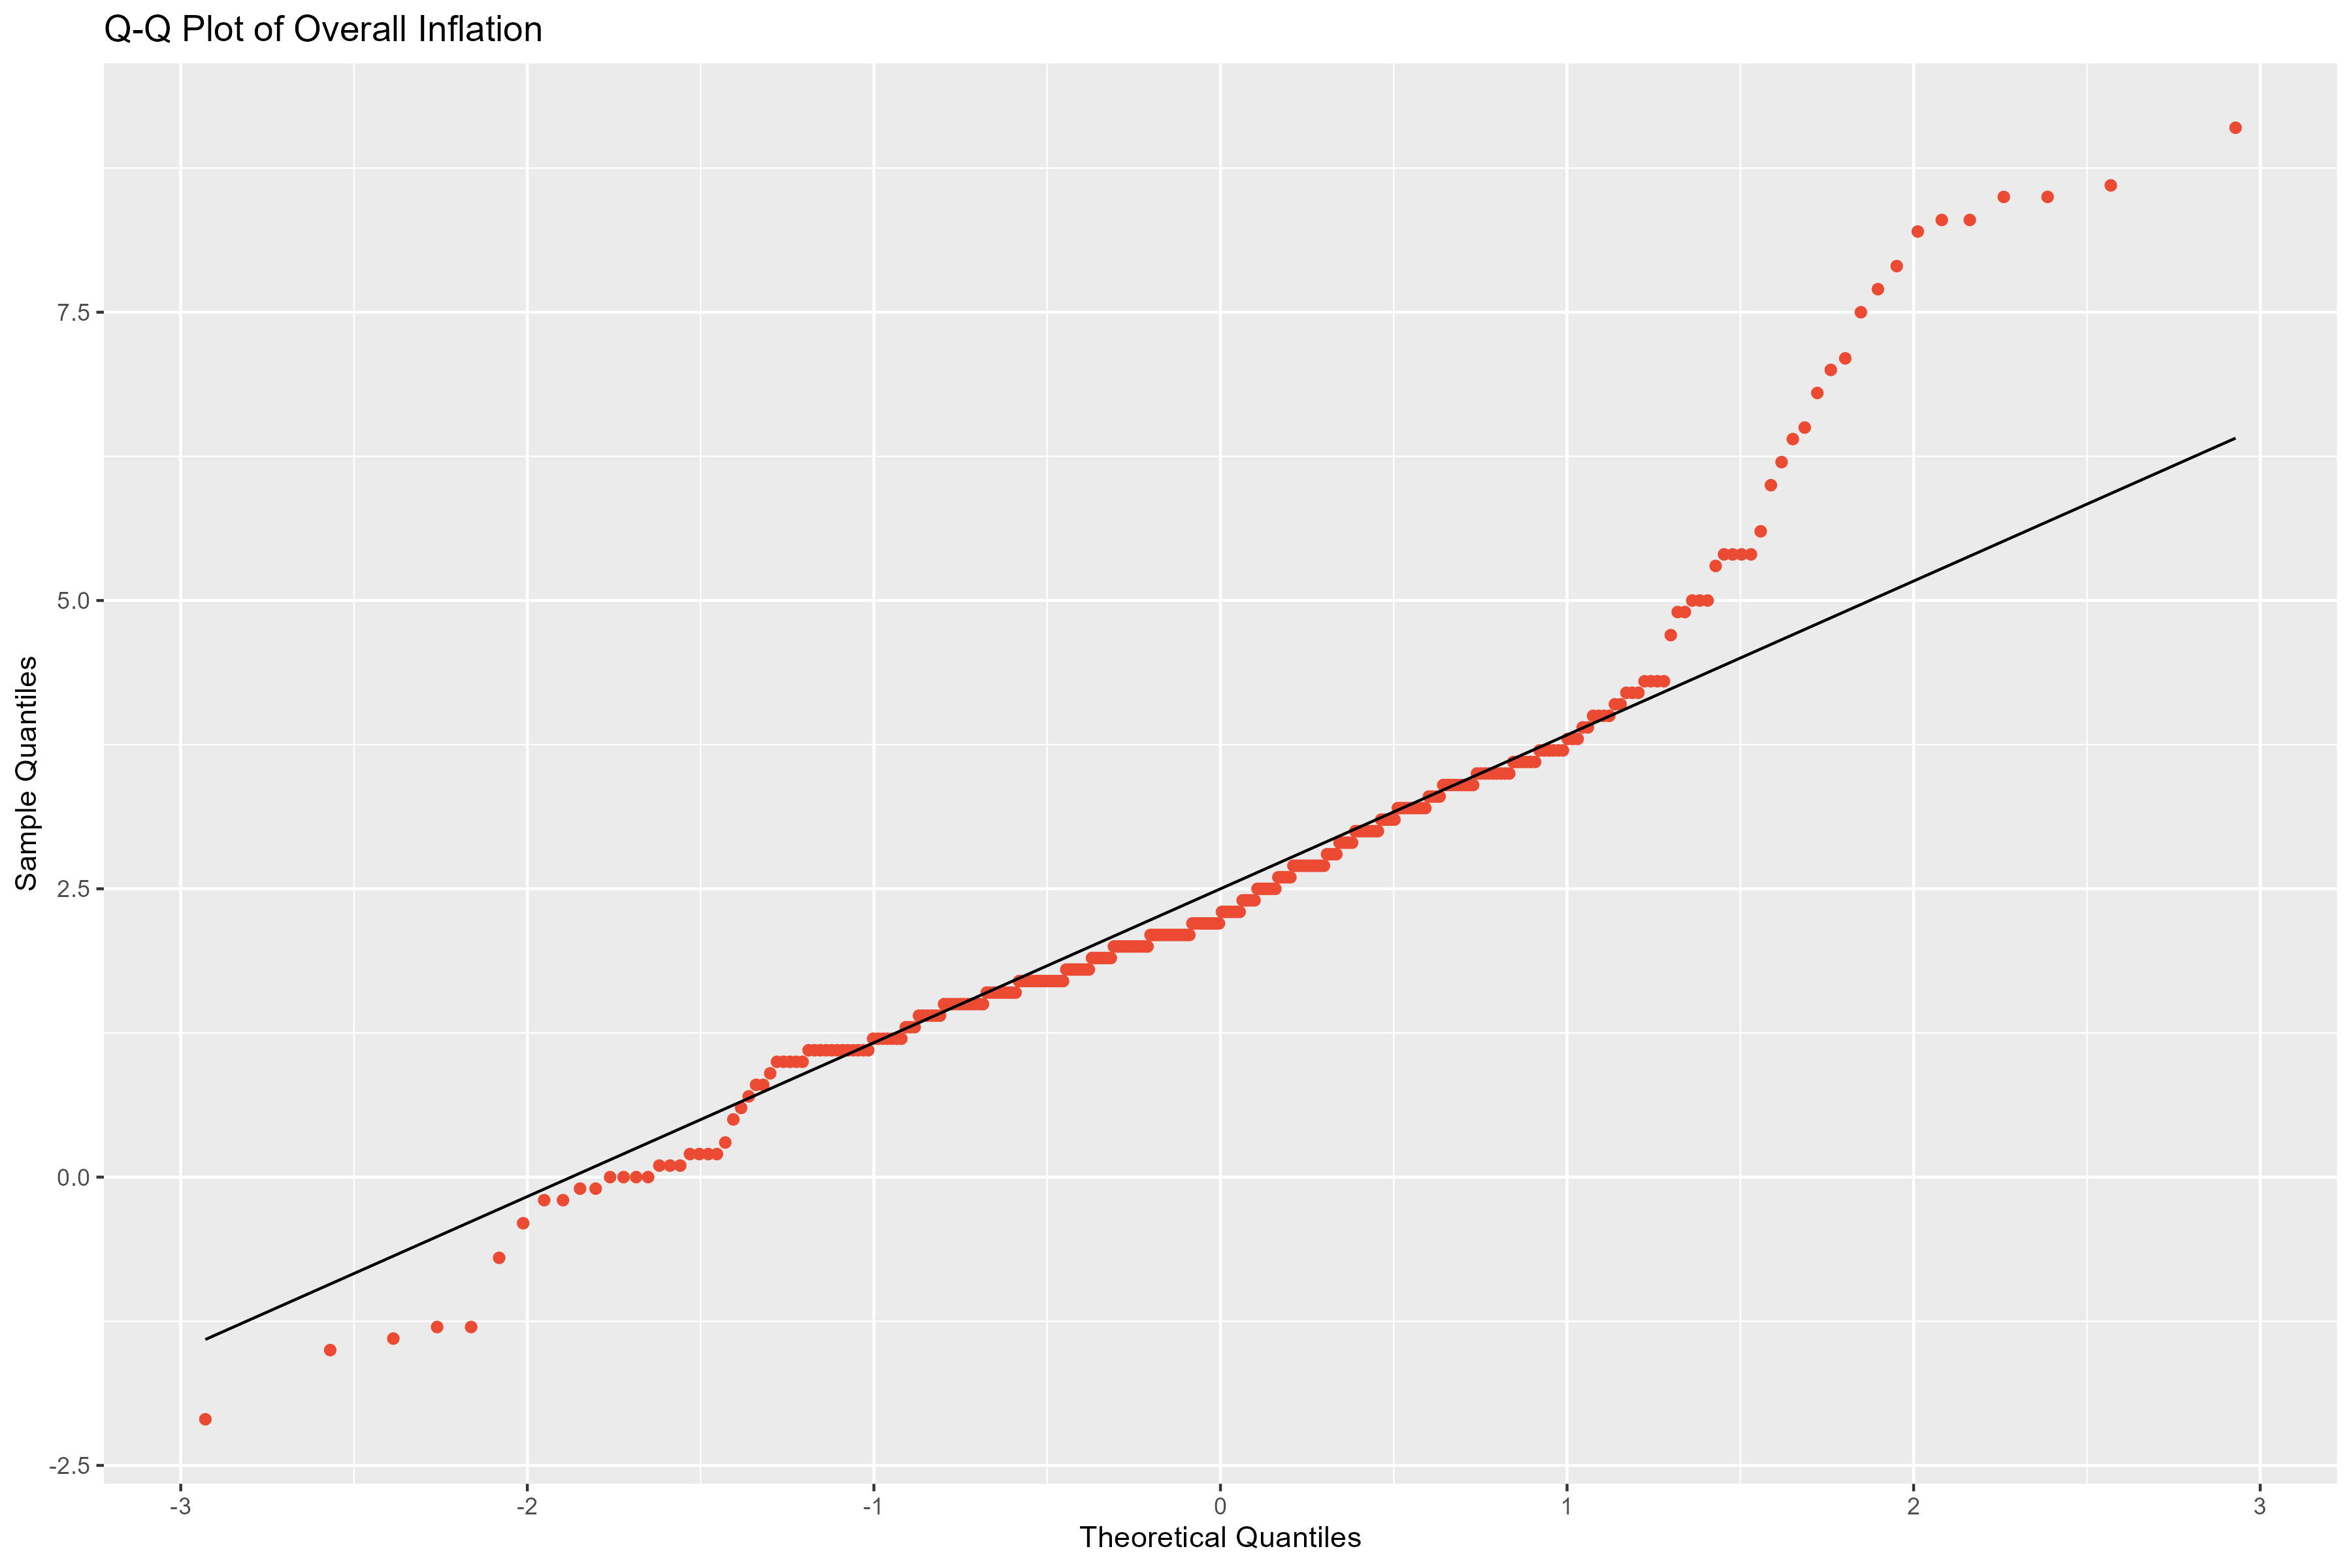 Q-Q Plot of Overall Inflation
7.5
5.0
2.5
0.0
-2.5
Sample Quantiles
-3 -2 -1 0 1 2 3
Theoretical Quantiles